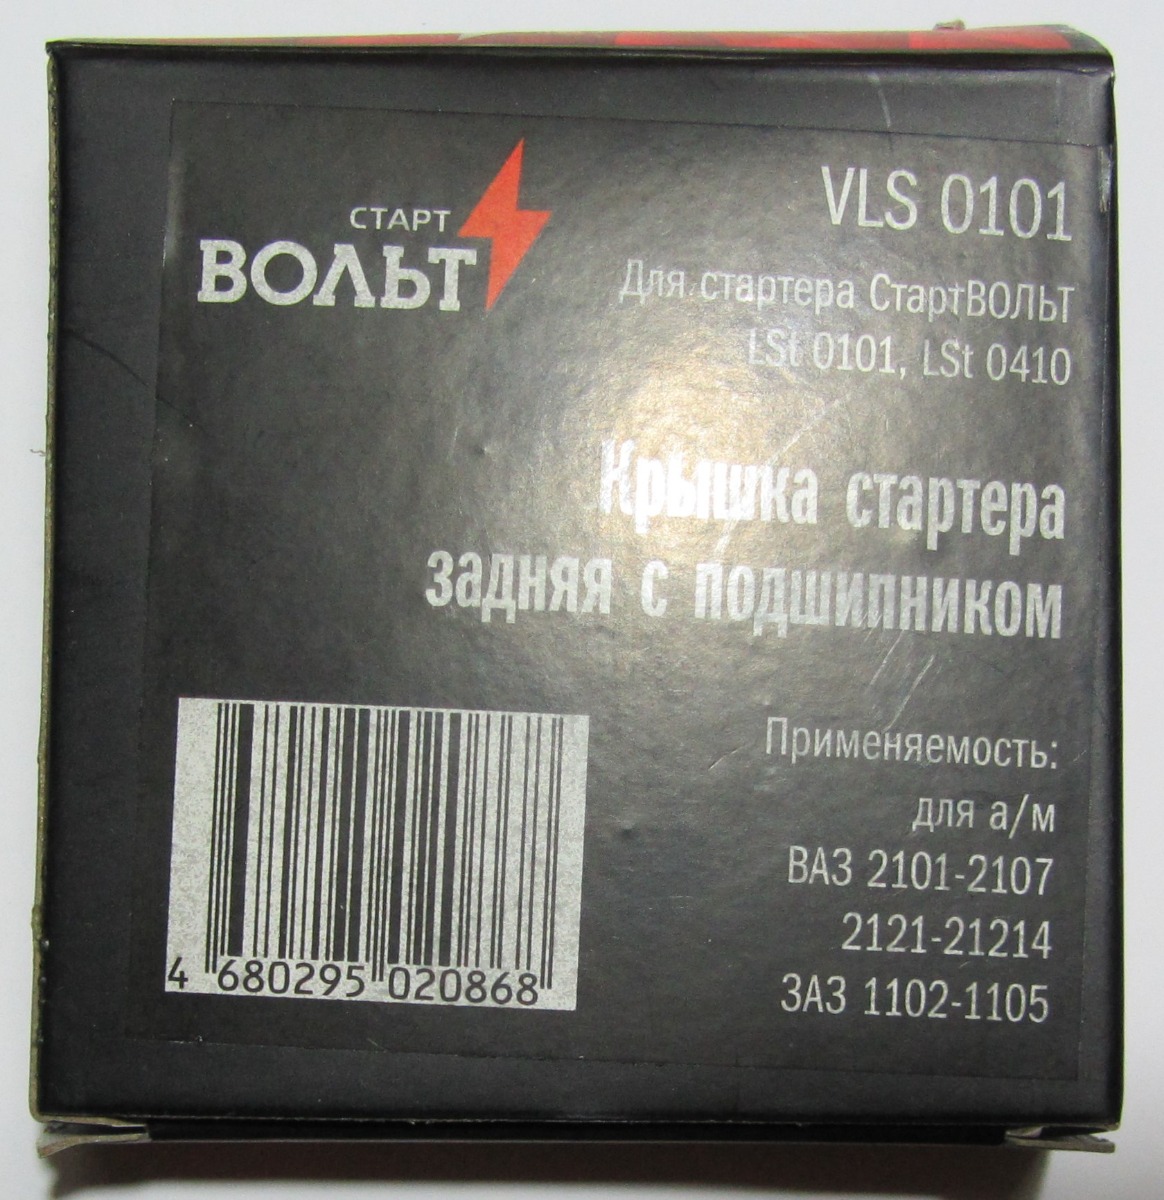 СТАРТ
ВОЛЬТ
VLS 0101
Для стартера СтартВОЛЬТ
LSt 0101, LSt 0410
Крышка стартера
задняя с подшипником
Применяемость:
для а/м
ВАЗ 2101-2107
2121-21214
ЗАЗ 1102-1105
4 680295 020868